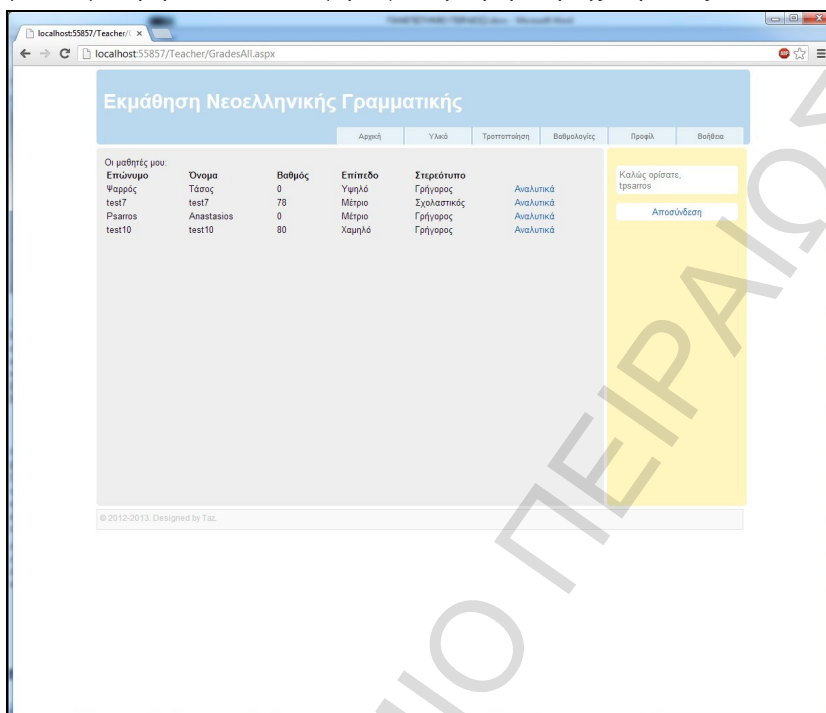 localhost:55857/Teacher/
localhost:55857/Teacher/GradesAll.aspx
Εκμάθηση Νεοελληνικής Γραμματικής
Αρχική Υλικό Τροποποίηση Βαθμολογίες Προφίλ Βοήθεια
Οι μαθητές μου:
Επώνυμο Όνομα Βαθμός Επίπεδο Στερεότυπο
Ψαρρός Τάσος 0 Υψηλό Γρήγορος Αναλυτικά
test7 test7 78 Μέτριο Σχολαστικός Αναλυτικά
Psarros Anastasios 0 Μέτριο Γρήγορος Αναλυτικά
test10 test10 80 Χαμηλό Γρήγορος Αναλυτικά
Καλώς ορίσατε,
tpsarros
Αποσύνδεση
© 2012-2013. Designed by Taz.
ΙΟ ΠΕΙΡΑΙΩΣ